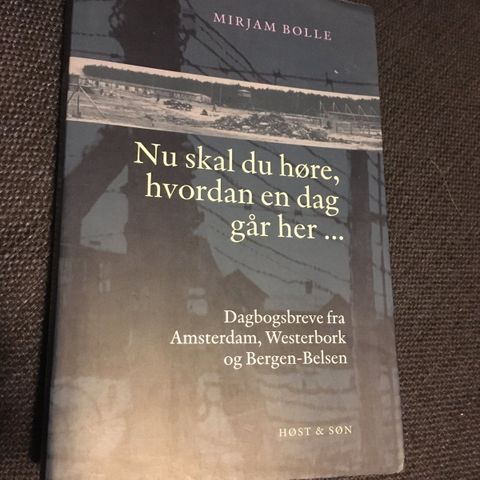 MIRJAM BOLLE
Nu skal du høre,
hvordan en dag
går her ...
Dagbogsbreve fra
Amsterdam, Westerbork
og Bergen-Belsen
HØST & SØN